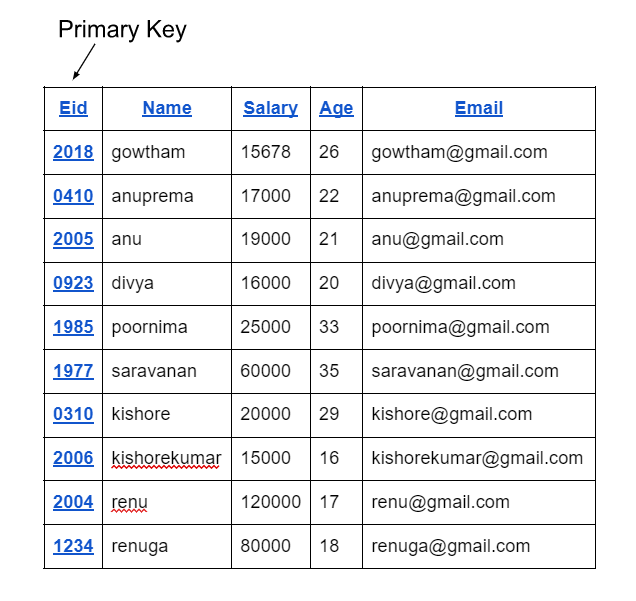 Primary Key
Eid Name Salary Age Email
2018 gowtham 15678 26 gowtham@gmail.com
0410 anuprema 17000 22 anuprema@gmail.com
2005 anu 19000 21 anu@gmail.com
0923 divya 16000 20 divya@gmail.com
1985 poornima 25000 33 poornima@gmail.com
1977 saravanan 60000 35 saravanan@gmail.com
0310 kishore 20000 29 kishore@gmail.com
2006 kishorekumar 15000 16 kishorekumar@gmail.com
2004 renu 120000 17 renu@gmail.com
1234 renuga 80000 18 renuga@gmail.com